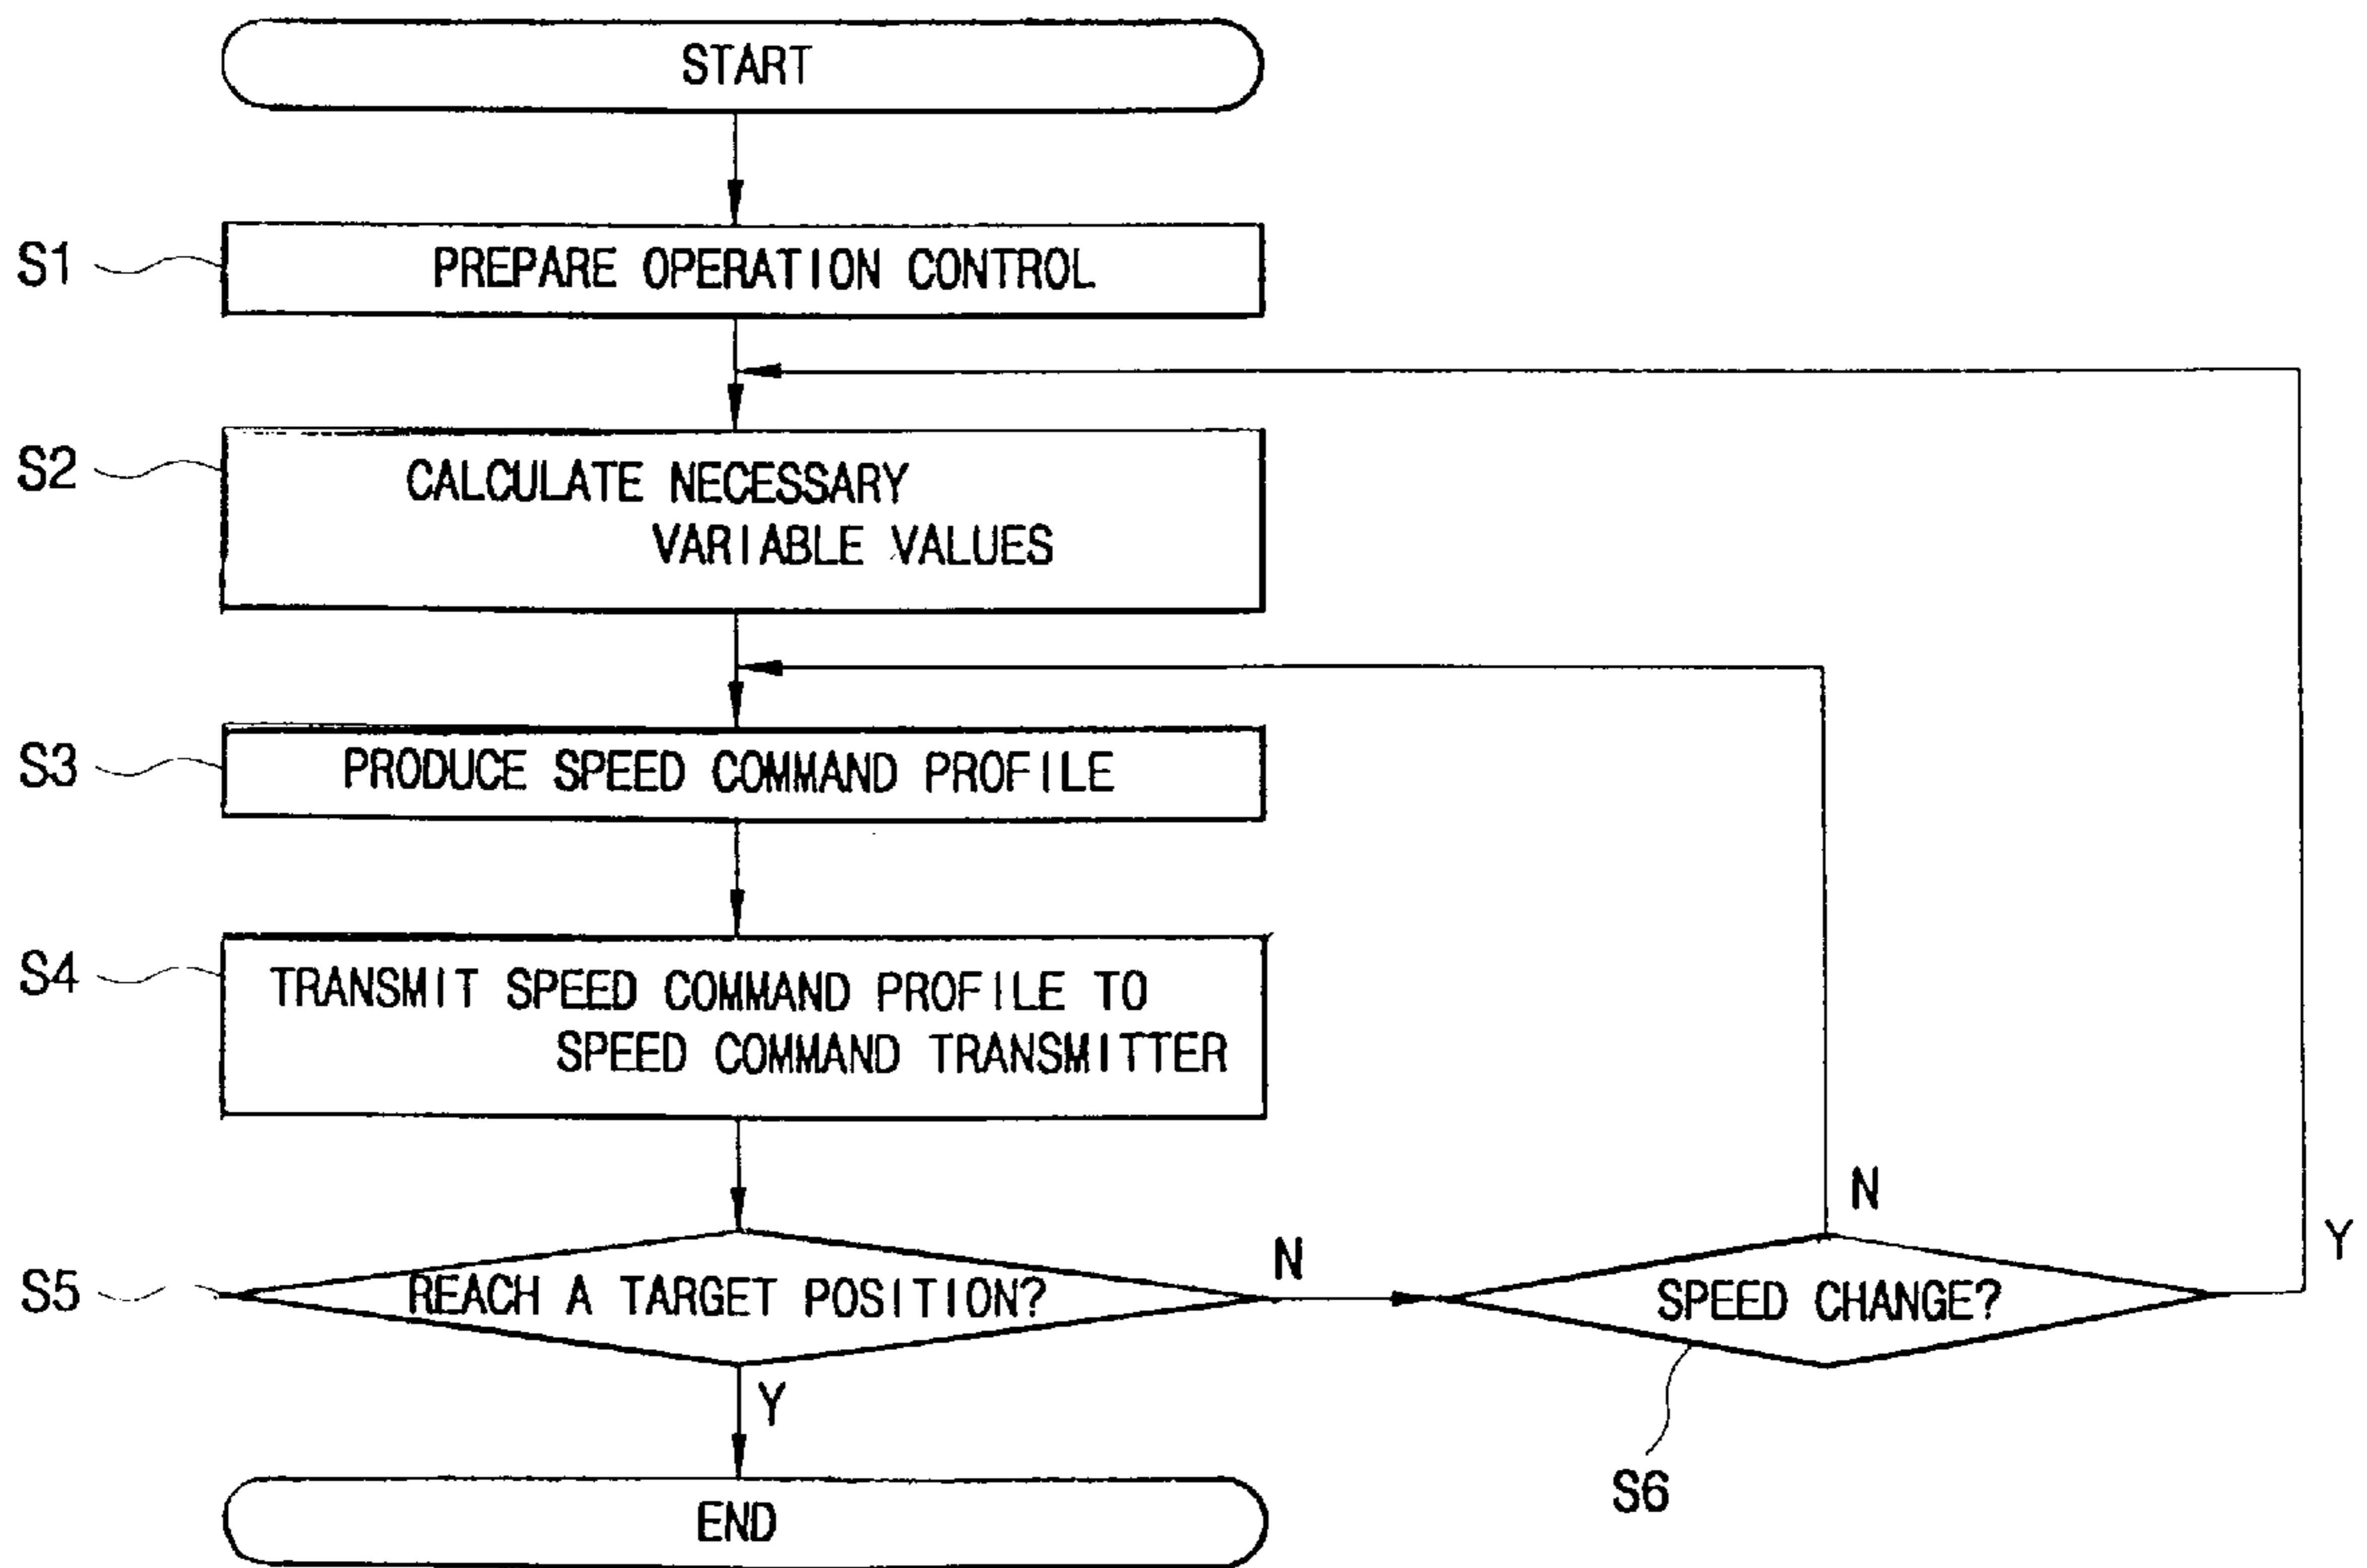 START
S1
PREPARE OPERATION CONTROL
S2
CALCULATE NECESSARY
VARIABLE VALUES
S3
PRODUCE SPEED COMMAND PROFILE
S4
TRANSMIT SPEED COMMAND PROFILE TO
SPEED COMMAND TRANSMITTER
S5
REACH A TARGET POSITION?
N
SPEED CHANGE?
N
Y
Y
S6
END